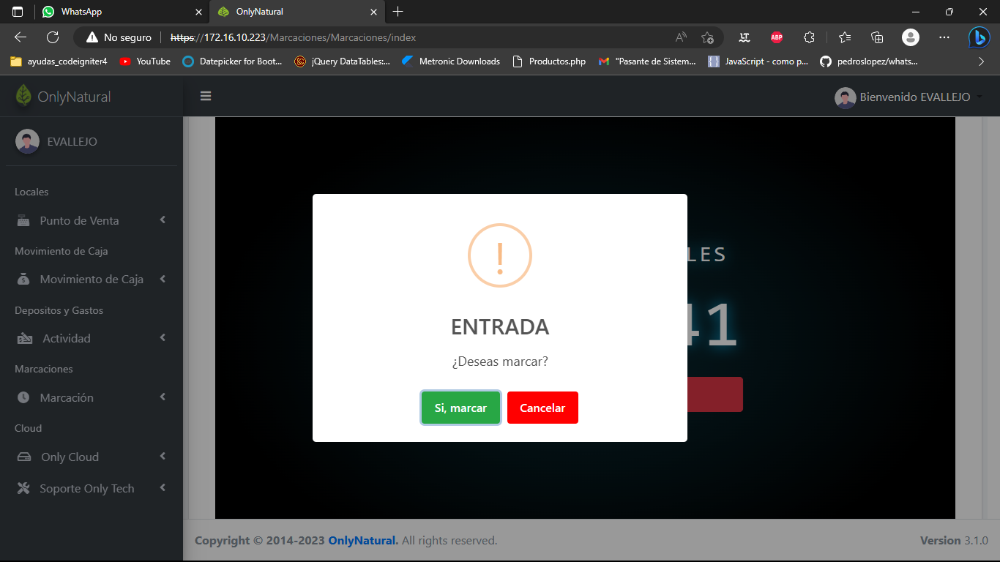 WhatsApp
OnlyNatural
No seguro
https://172.16.10.223/Marcaciones/Marcaciones/index
ABP
ayudas_codeigniter4
YouTube
Datepicker for Boot...
jQuery DataTables:...
Metronic Downloads
Productos.php
"Pasante de Sistem...
JavaScript - como p...
pedroslopez/whats...
OnlyNatural
Bienvenido EVALLEJO
EVALLEJO
Locales
Punto de Venta
Movimiento de Caja
Movimiento de Caja
Depositos y Gastos
Actividad
Marcaciones
Marcación
Cloud
Only Cloud
Soporte Only Tech
LES
41
!
ENTRADA
¿Deseas marcar?
Si, marcar
Cancelar
Copyright © 2014-2023 OnlyNatural. All rights reserved.
Version 3.1.0